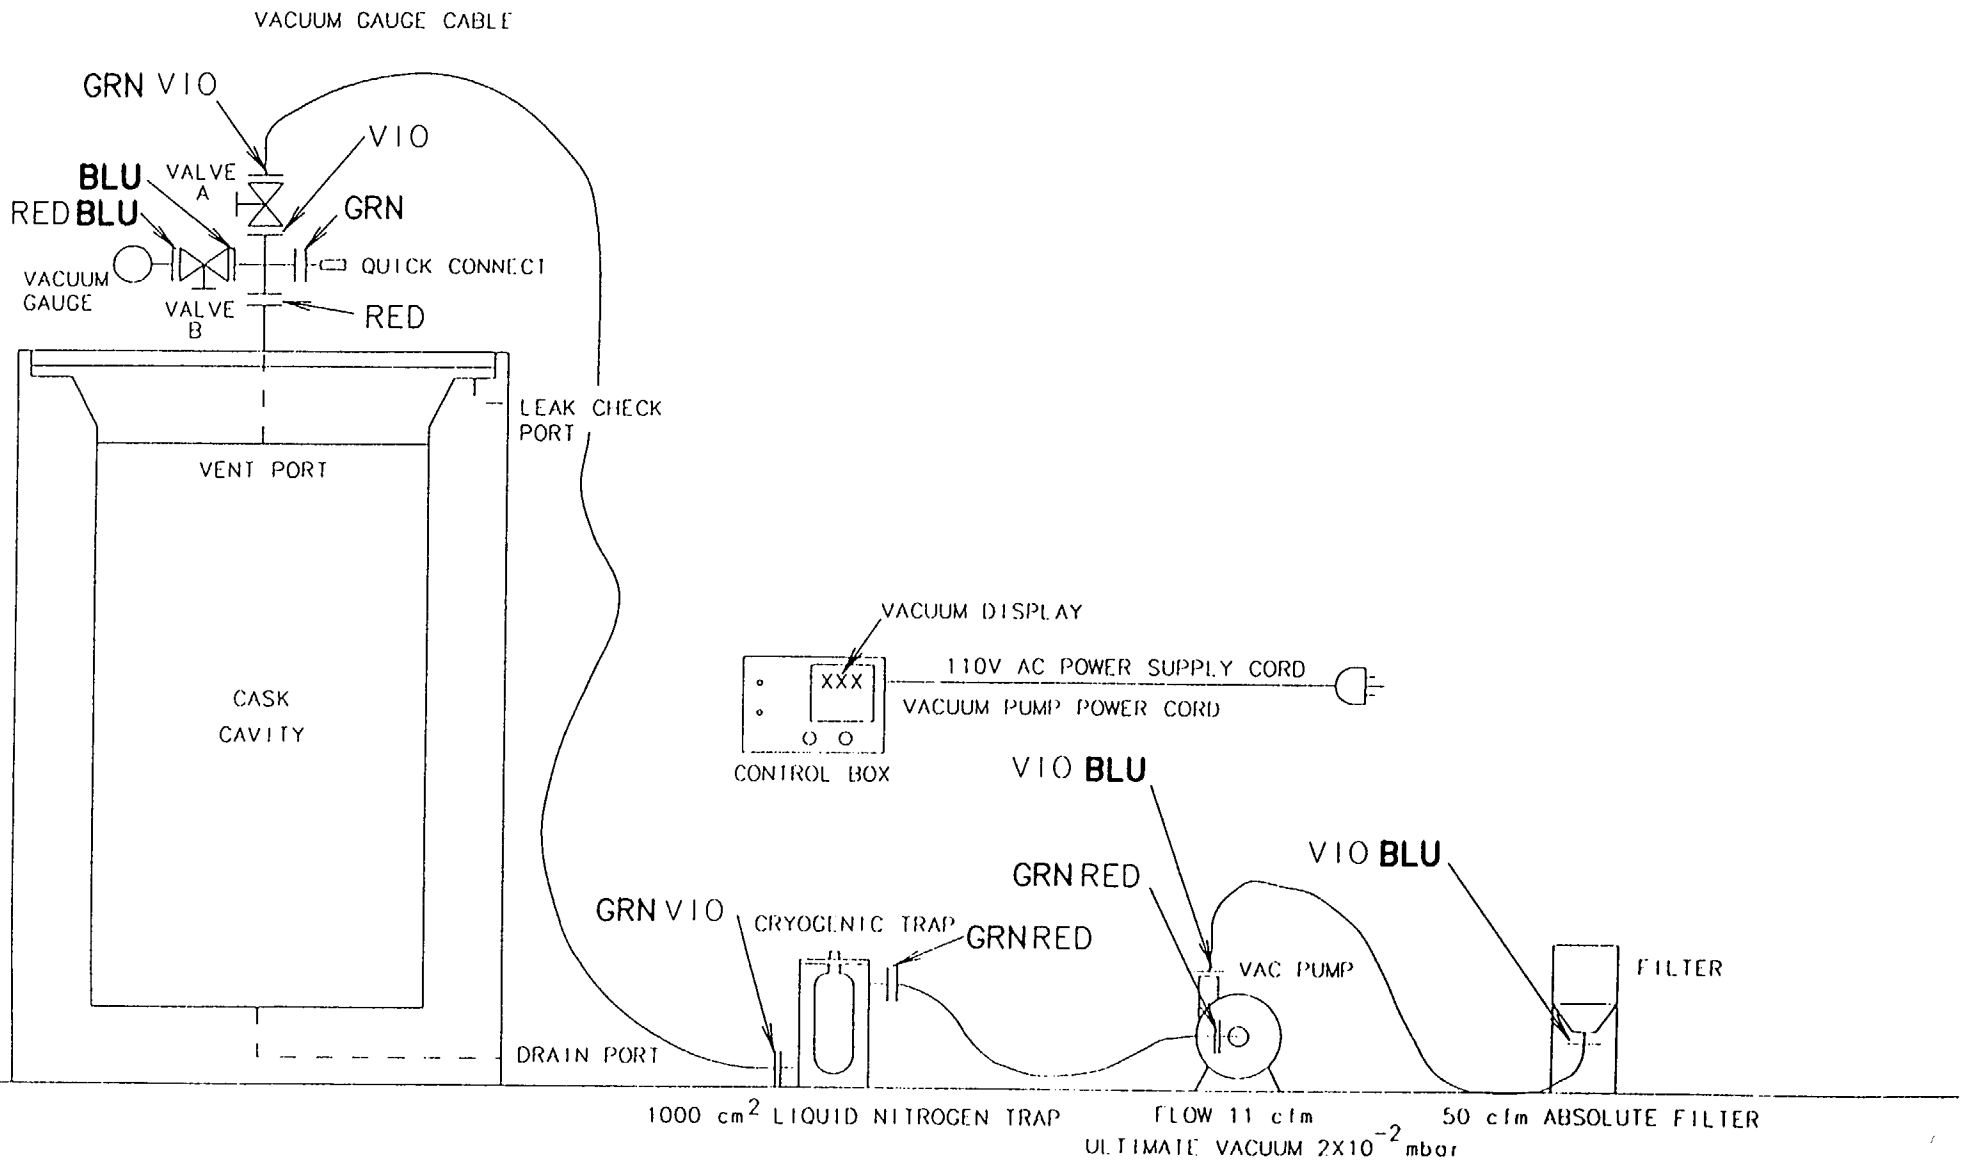 VACUUM GAUGE CABLE
GRN VIO
VIO
VALVE
A
BLU
RED BLU
GRN
VACUUM
GAUGE
QUICK CONNECT
VALVE
B
RED
LEAK CHECK
PORT
VENT PORT
CASK
CAVITY
VACUUM DISPLAY
XXX
110V AC POWER SUPPLY CORD
VACUUM PUMP POWER CORD
CONTROL BOX
VIO BLU
VIO BLU
GRN RED
GRN VIO
CRYOGENIC TRAP
GRN RED
VAC PUMP
FILTER
DRAIN PORT
1000 cm² LIQUID NITROGEN TRAP
FLOW 11 cfm
50 cfm ABSOLUTE FILTER
ULTIMATE VACUUM 2X10⁻² mbar